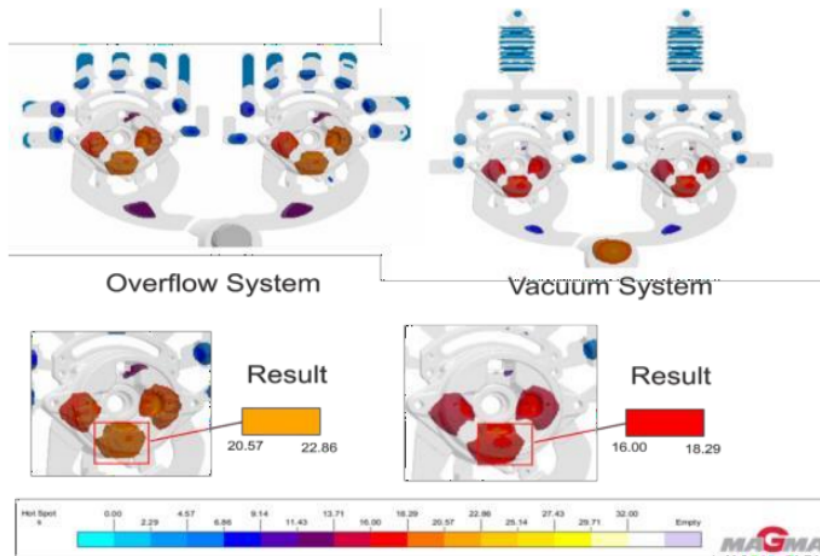 Overflow System
Vacuum System
Result
20.57 22.86
Result
16.00 18.29
Hot Spot
s
0.00 4.57 9.14 13.71 18.29 22.86 27.43 32.00 Empty
2.29 6.86 11.43 16.00 20.57 25.14 29.71
MAGMA